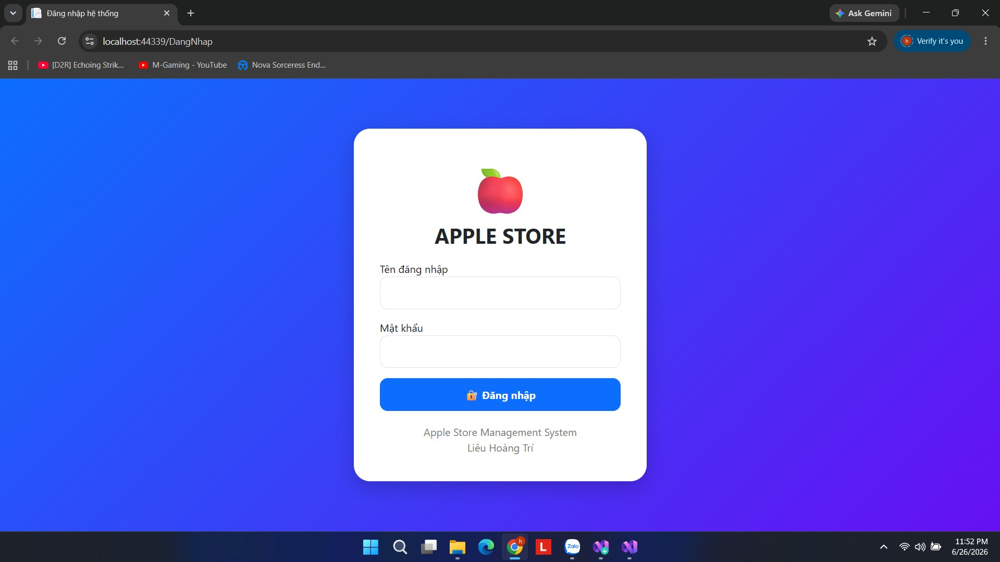 Đăng nhập hệ thống
Ask Gemini
localhost:44339/DangNhap
h
Verify it's you
[D2R] Echoing Strik...
M-Gaming - YouTube
Nova Sorceress End...
APPLE STORE
Tên đăng nhập
Mật khẩu
Đăng nhập
Apple Store Management System
Liêu Hoàng Trí
h
L
Zalo
11:52 PM
6/26/2026